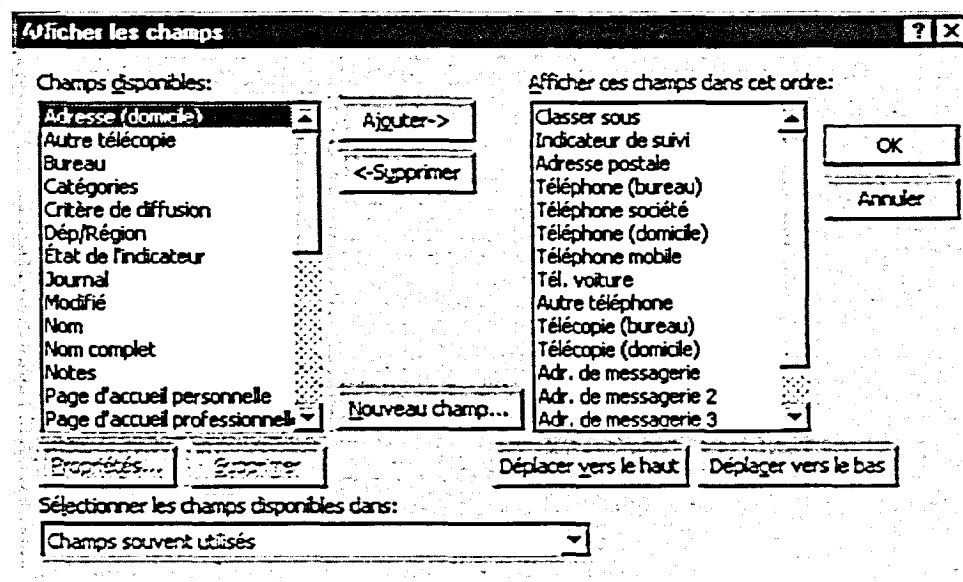 Afficher les champs
Champs disponibles:
Adresse (domicile)
Autre télécopie
Bureau
Catégories
Critère de diffusion
Dép/Région
État de l'indicateur
Journal
Modifié
Nom
Nom complet
Notes
Page d'accueil personnelle
Page d'accueil professionnelle
Ajouter->
<-Supprimer
Nouveau champ...
Propriétés...
Supprimer
Afficher ces champs dans cet ordre:
Classer sous
Indicateur de suivi
Adresse postale
Téléphone (bureau)
Téléphone société
Téléphone (domicile)
Téléphone mobile
Tél. voiture
Autre téléphone
Télécopie (bureau)
Télécopie (domicile)
Adr. de messagerie
Adr. de messagerie 2
Adr. de messagerie 3
OK
Annuler
Déplacer vers le haut
Déplacer vers le bas
Sélectionner les champs disponibles dans:
Champs souvent utilisés